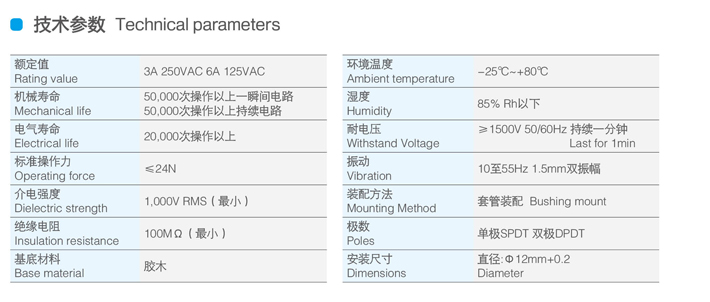 技术参数 Technical parameters
额定值
Rating value
3A 250VAC 6A 125VAC
机械寿命
Mechanical life
50,000次操作以上一瞬间电路
50,000次操作以上持续电路
电气寿命
Electrical life
20,000次操作以上
标准操作力
Operating force
≤24N
介电强度
Dielectric strength
1,000V RMS（最小）
绝缘电阻
Insulation resistance
100MΩ（最小）
基底材料
Base material
胶木
环境温度
Ambient temperature
-25℃~+80℃
湿度
Humidity
85% Rh以下
耐电压
Withstand Voltage
≥1500V 50/60Hz 持续一分钟
Last for 1min
振动
Vibration
10至55Hz 1.5mm双振幅
装配方法
Mounting Method
套管装配 Bushing mount
极数
Poles
单极SPDT 双极DPDT
安装尺寸
Dimensions
直径:Φ12mm+0.2
Diameter